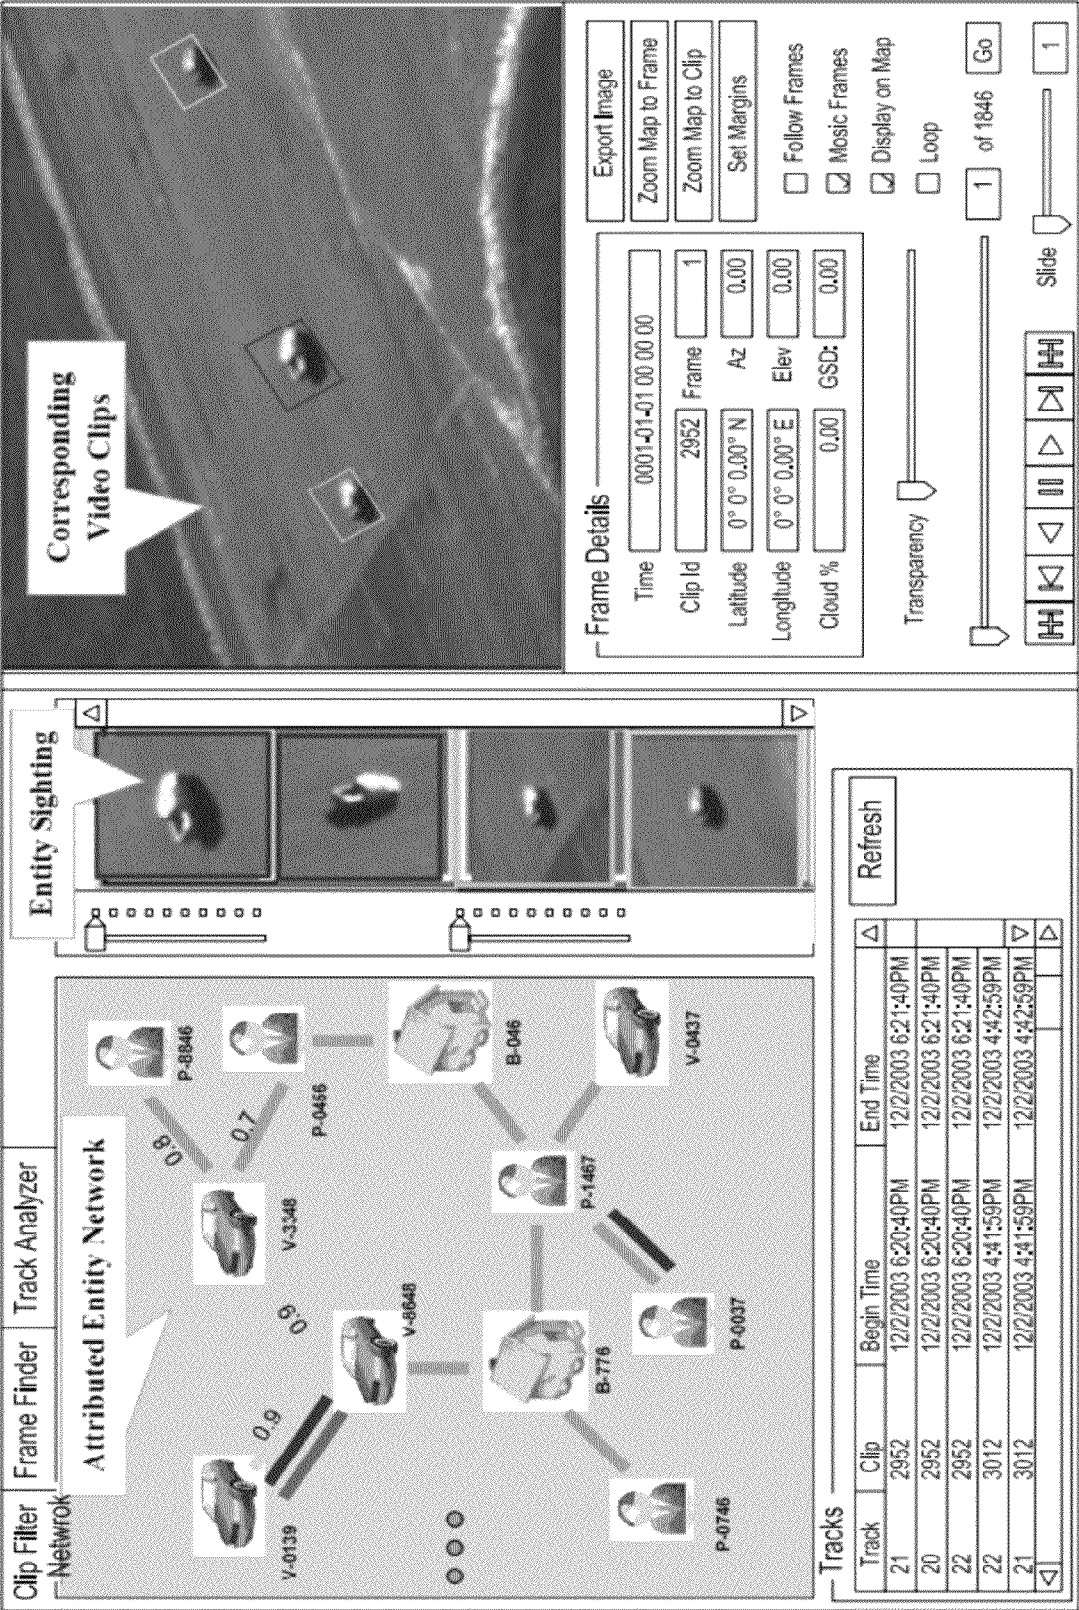 Clip Filter
Frame Finder
Track Analyzer
Netwrok
Attributed Entity Network
V-0139
0.9
V-8648
0.9
V-3348
0.8
P-8846
0.7
P-0456
B-046
V-0437
P-1467
P-0037
B-776
P-0746
Entity Sighting
Tracks
Track Clip Begin Time End Time
21 2952 12/2/2003 6:20:40PM 12/2/2003 6:21:40PM
20 2952 12/2/2003 6:20:40PM 12/2/2003 6:21:40PM
22 2952 12/2/2003 6:20:40PM 12/2/2003 6:21:40PM
22 3012 12/2/2003 4:41:59PM 12/2/2003 4:42:59PM
21 3012 12/2/2003 4:41:59PM 12/2/2003 4:42:59PM
Refresh
Corresponding
Video Clips
Frame Details
Time 0001-01-01 00 00 00
Clip Id 2952 Frame 1
Latitude 0° 0° 0.00° N Az 0.00
Longltude 0° 0° 0.00° E Elev 0.00
Cloud % 0.00 GSD: 0.00
Export Image
Zoom Map to Frame
Zoom Map to Clip
Set Margins
Follow Frames
Mosic Frames
Display on Map
Loop
Transparency
1 of 1846 Go
Slide 1